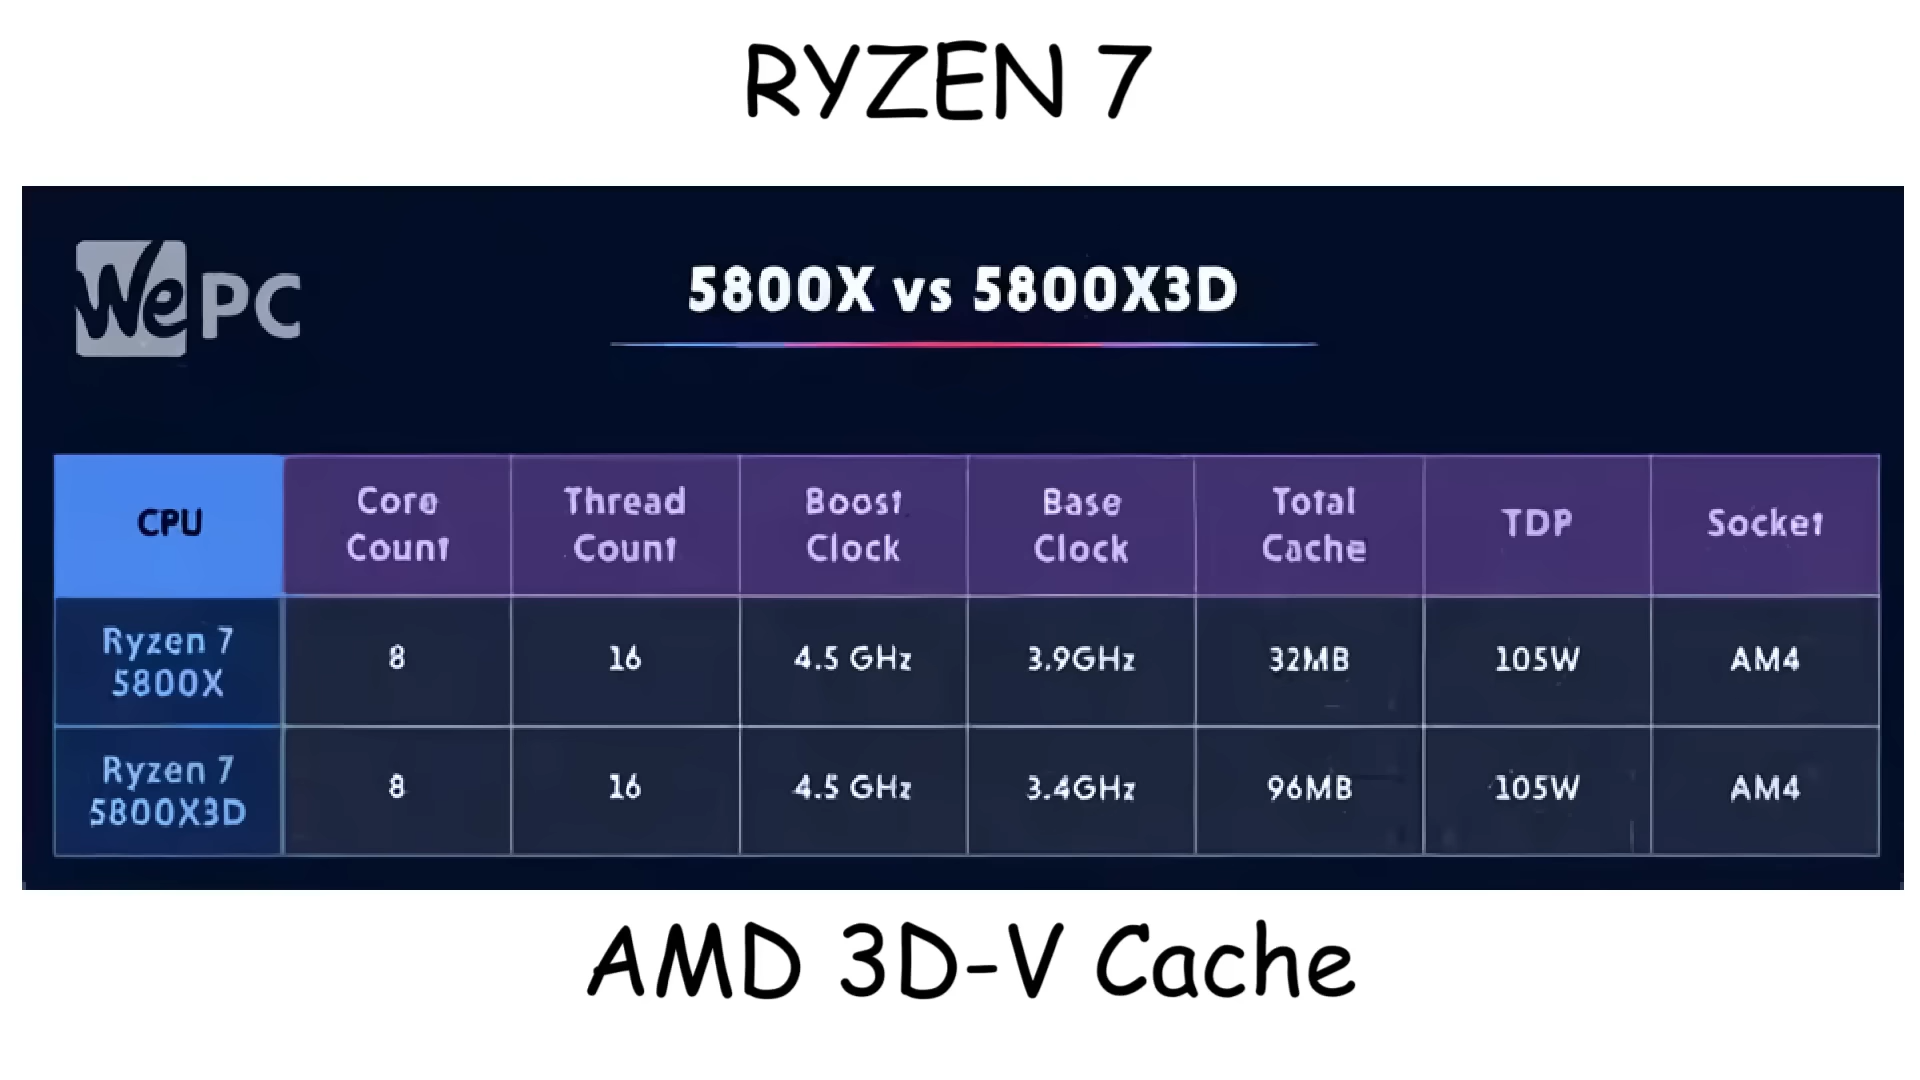 RYZEN 7
WePC
5800X vs 5800X3D
CPU Core Count Thread Count Boost Clock Base Clock Total Cache TDP Socket
Ryzen 7 5800X 8 16 4.5 GHz 3.9GHz 32MB 105W AM4
Ryzen 7 5800X3D 8 16 4.5 GHz 3.4GHz 96MB 105W AM4
AMD 3D-V Cache